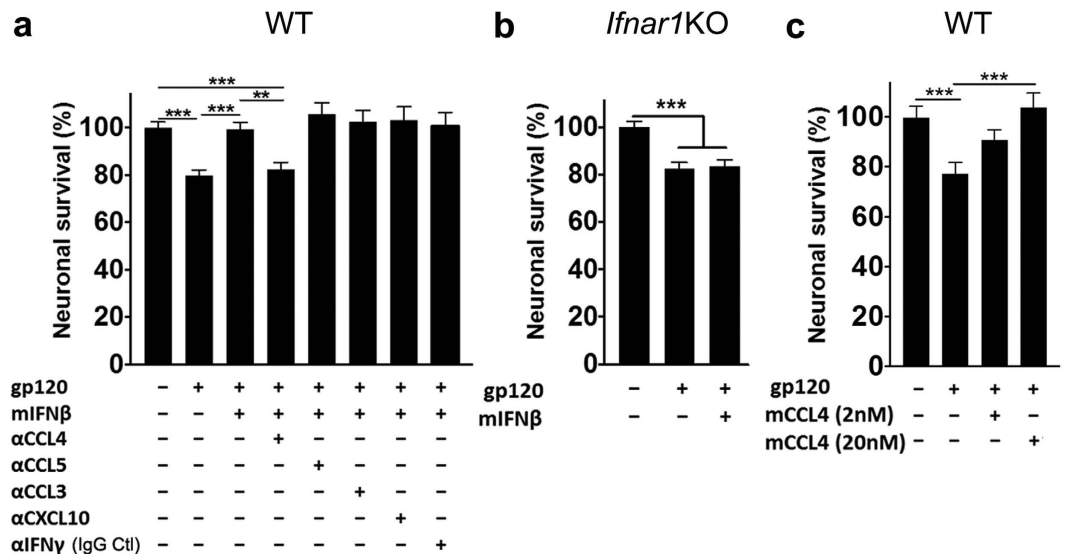 a WT
***
*** *** **
Neuronal survival (%)
100
80
60
40
20
0
gp120 – + + + + + + +
mIFNβ – – + + + + + +
αCCL4 – – – + – – – –
αCCL5 – – – – + – – –
αCCL3 – – – – – + – –
αCXCL10 – – – – – – + –
αIFNγ (IgG Ctl) – – – – – – – +
b Ifnar1KO
***
Neuronal survival (%)
100
80
60
40
20
0
gp120 – + +
mIFNβ – – +
c WT
***
***
Neuronal survival (%)
100
80
60
40
20
0
gp120 – + + +
mCCL4 (2nM) – – + –
mCCL4 (20nM) – – – +